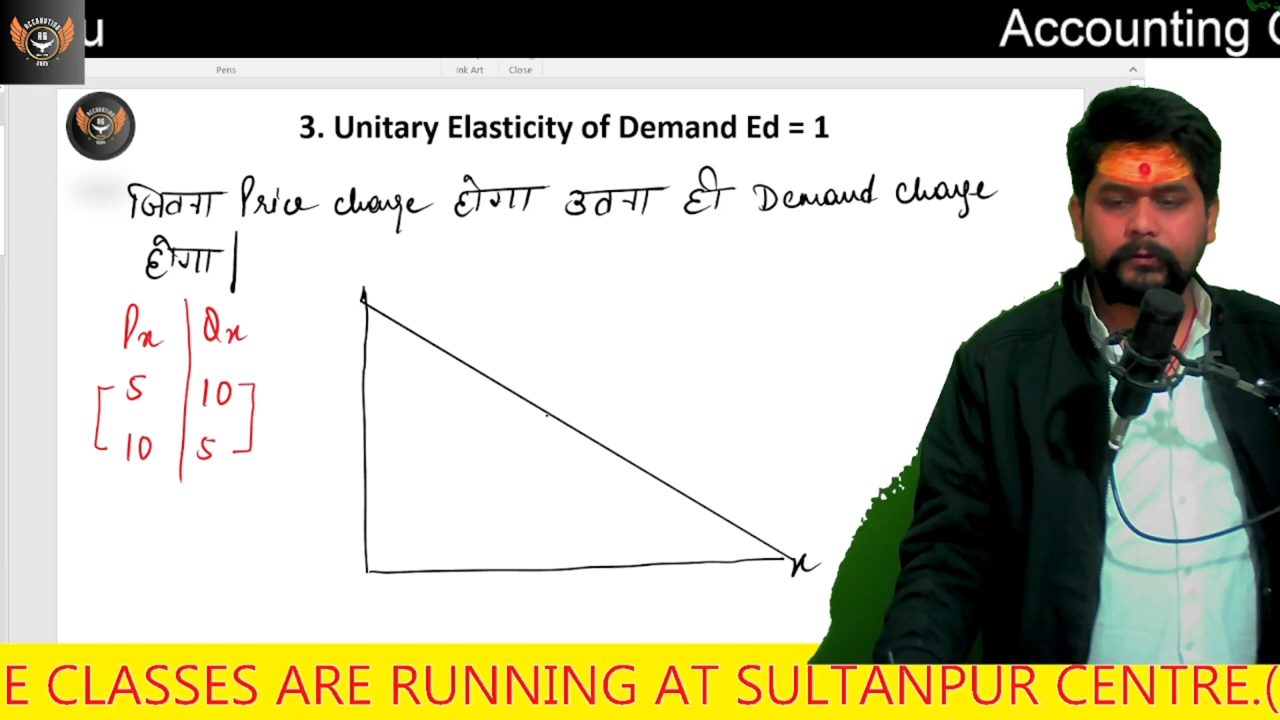 u
Accounting G
Pens
Ink Art
Close
3. Unitary Elasticity of Demand Ed = 1
जितना Price change होगा उतना ही Demand change
होगा|
Px | Qx
5 | 10
10 | 5
x
E CLASSES ARE RUNNING AT SULTANPUR CENTRE.(